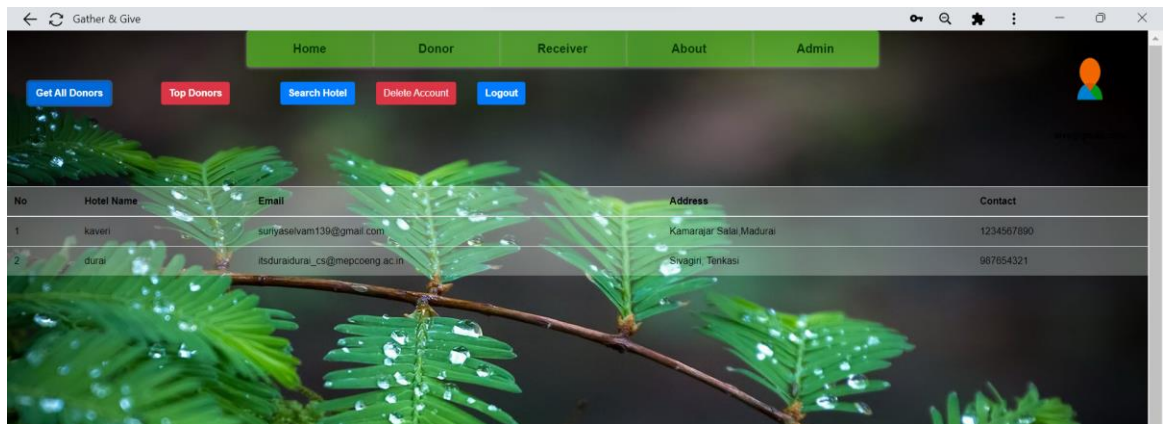 Gather & Give
Home Donor Receiver About Admin
Get All Donors Top Donors Search Hotel Delete Account Logout
No Hotel Name Email Address Contact
1 kaveri suriyaselvam139@gmail.com Kamarajar Salai,Madurai 1234567890
2 durai itsduraidurai_cs@mepcoeng.ac.in Sivagiri, Tenkasi 987654321